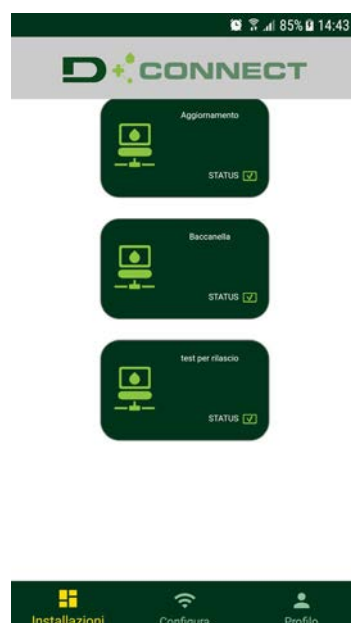 85% 14:43
D+CONNECT
Aggiornamento
STATUS
Baccanella
STATUS
test per rilascio
STATUS
Installazioni Configura Profilo